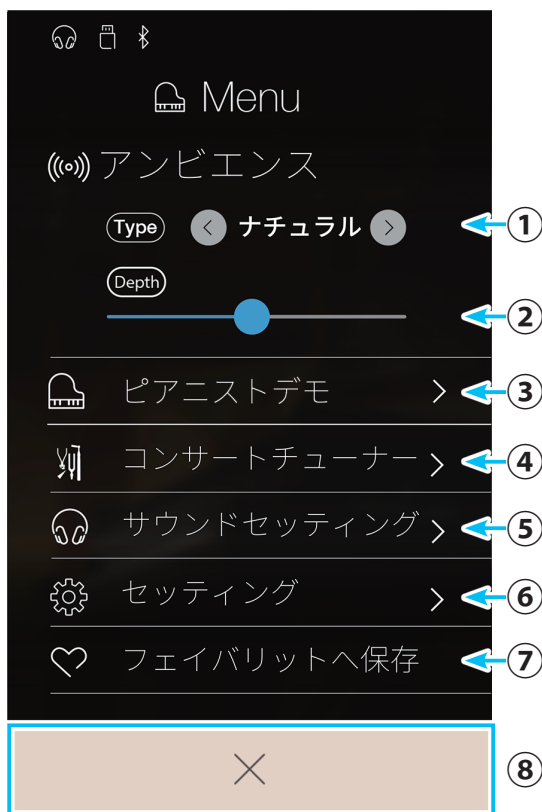 Menu
アンビエンス
Type ナチュラル ①
Depth
②
ピアニストデモ ③
コンサートチューナー ④
サウンドセッティング ⑤
セッティング ⑥
フェイバリットへ保存 ⑦
⑧